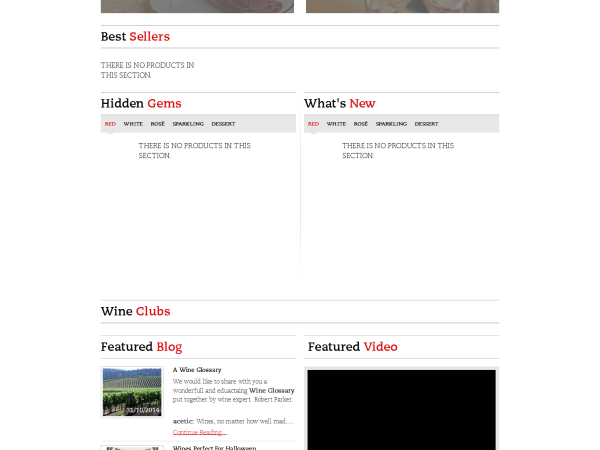 Best Sellers
THERE IS NO PRODUCTS IN
THIS SECTION.
Hidden Gems
RED WHITE ROSÉ SPARKLING DESSERT
THERE IS NO PRODUCTS IN THIS
SECTION.
What's New
RED WHITE ROSÉ SPARKLING DESSERT
THERE IS NO PRODUCTS IN THIS
SECTION.
Wine Clubs
Featured Blog
11/10/2014
A Wine Glossary
We would like to share with you a
wonderfull and eduactaing Wine Glossary
put together by wine expert Robert Parker.
acetic: Wines, no matter how well mad....
Continue Reading...
Wines Perfect For Halloween
Featured Video